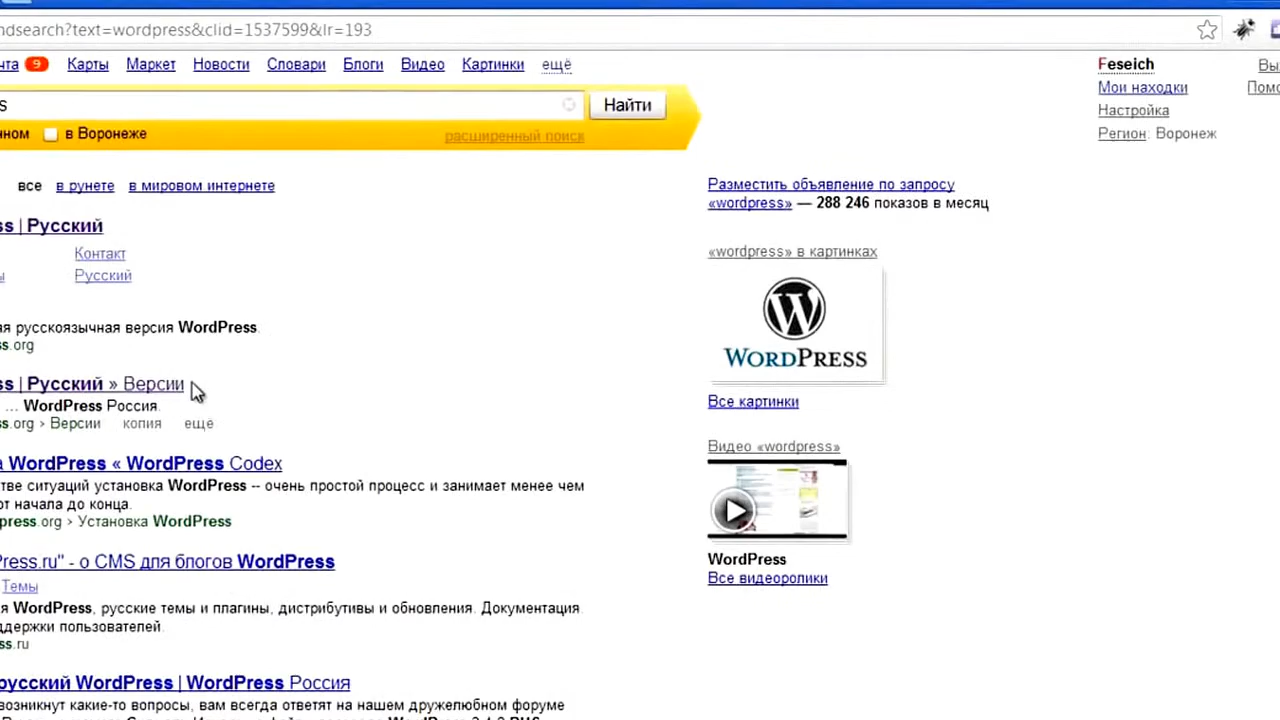 ndsearch?text=wordpress&clid=1537599&lr=193
чта 9 Карты Маркет Новости Словари Блоги Видео Картинки ещё
Feseich
Мои находки
Настройка
Регион: Воронеж
s Найти
в Воронеже расширенный поиск
все в рунете в мировом интернете
ss | Русский
Контакт
Русский
ая русскоязычная версия WordPress.
ss.org
ss | Русский » Версии
... WordPress Россия.
ss.org › Версии копия ещё
а WordPress « WordPress Codex
тве ситуаций установка WordPress -- очень простой процесс и занимает менее чем
от начала до конца.
press.org › Установка WordPress
Press.ru" - о CMS для блогов WordPress
Темы
я WordPress, русские темы и плагины, дистрибутивы и обновления. Документация.
ддержки пользователей.
ss.ru
русский WordPress | WordPress Россия
возникнут какие-то вопросы, вам всегда ответят на нашем дружелюбном форуме
Разместить объявление по запросу
«wordpress» — 288 246 показов в месяц
«wordpress» в картинках
WORDPRESS
Все картинки
Видео «wordpress»
WordPress
Все видеоролики